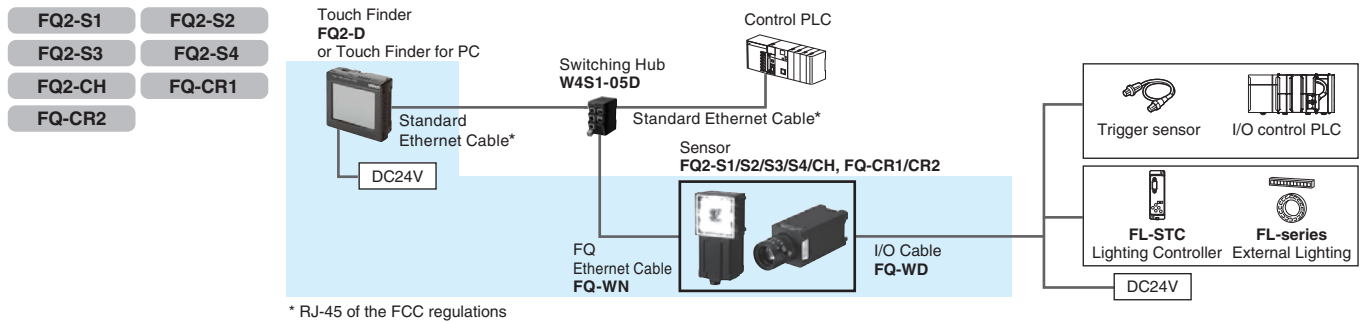 FQ2-S1
FQ2-S2
FQ2-S3
FQ2-S4
FQ2-CH
FQ-CR1
FQ-CR2
Touch Finder
FQ2-D
or Touch Finder for PC
Standard
Ethernet Cable*
DC24V
Switching Hub
W4S1-05D
Control PLC
Standard Ethernet Cable*
Sensor
FQ2-S1/S2/S3/S4/CH, FQ-CR1/CR2
FQ
Ethernet Cable
FQ-WN
I/O Cable
FQ-WD
Trigger sensor
I/O control PLC
FL-STC
Lighting Controller
FL-series
External Lighting
DC24V
* RJ-45 of the FCC regulations